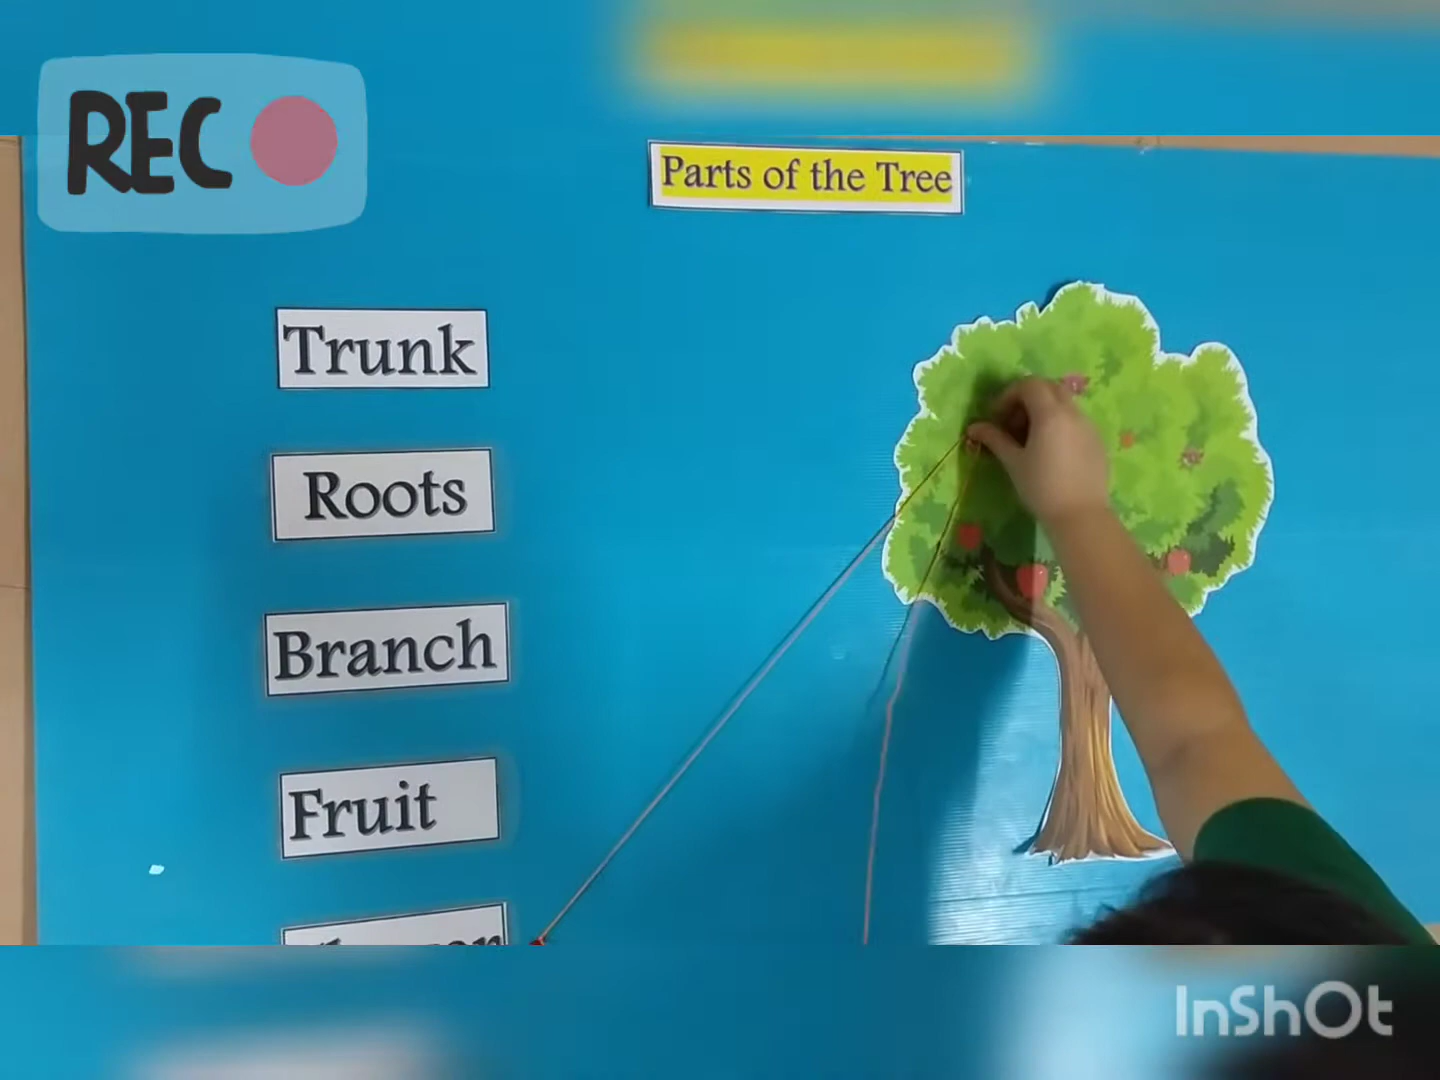 REC
Parts of the Tree
Trunk
Roots
Branch
Fruit
InShOt